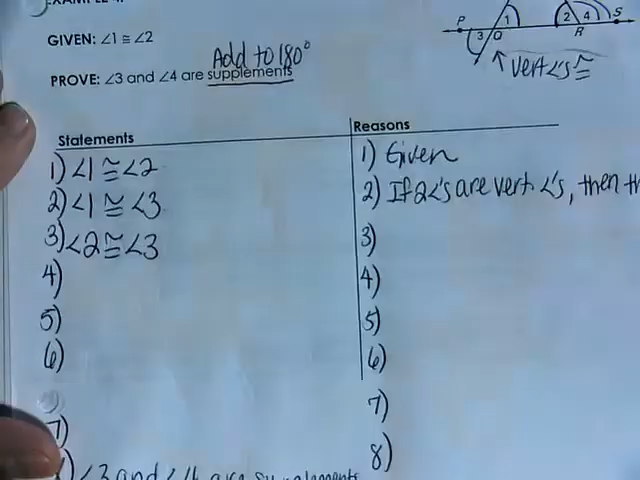 GIVEN: ∠1 ≅ ∠2
Add to 180°
PROVE: ∠3 and ∠4 are supplements
P 3 O 1 2 4 R S
vert ∠'s ≅
Statements Reasons
1) ∠1 ≅ ∠2 1) Given
2) ∠1 ≅ ∠3 2) If 2∠'s are vert. ∠'s, then
3) ∠2 ≅ ∠3 3)
4) 4)
5) 5)
6) 6)
7) 7)
∠3 and ∠4 are supplements 8)